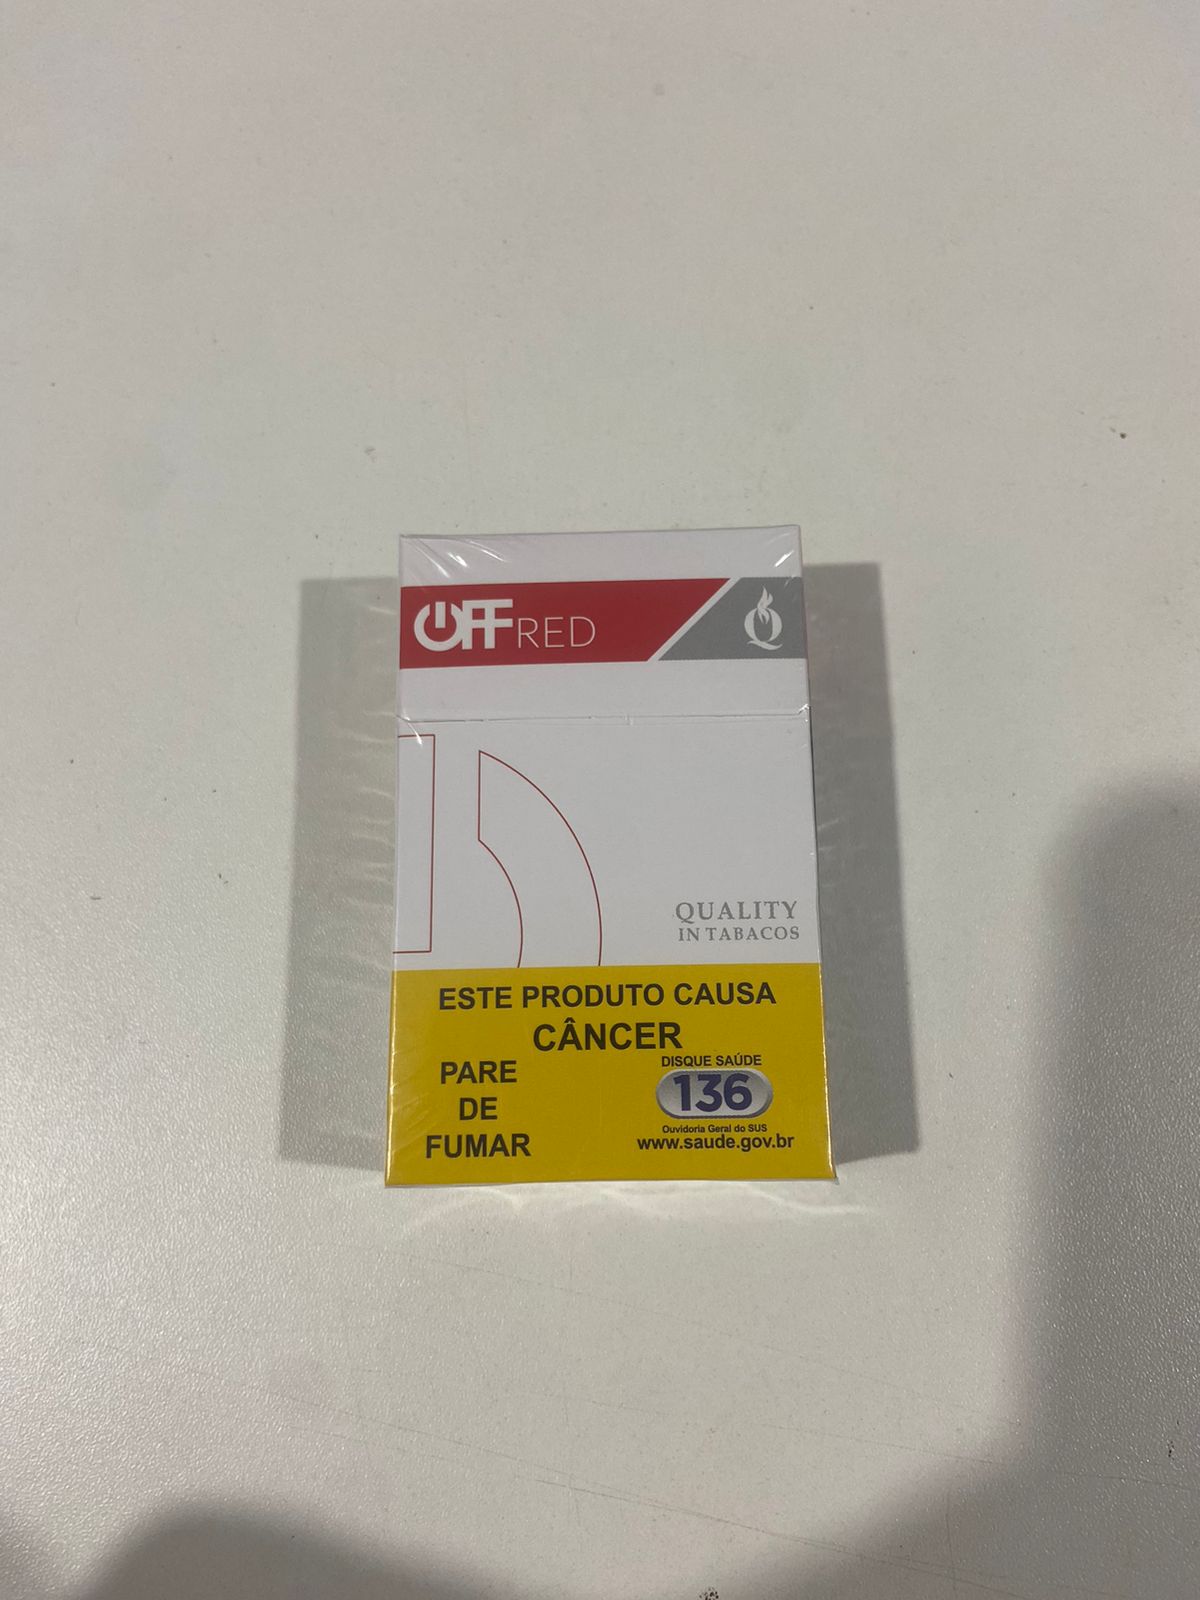 OFF RED Q
QUALITY
IN TABACOS
ESTE PRODUTO CAUSA
CÂNCER
PARE
DE
FUMAR
DISQUE SAÚDE
136
Ouvidoria Geral do SUS
www.saude.gov.br